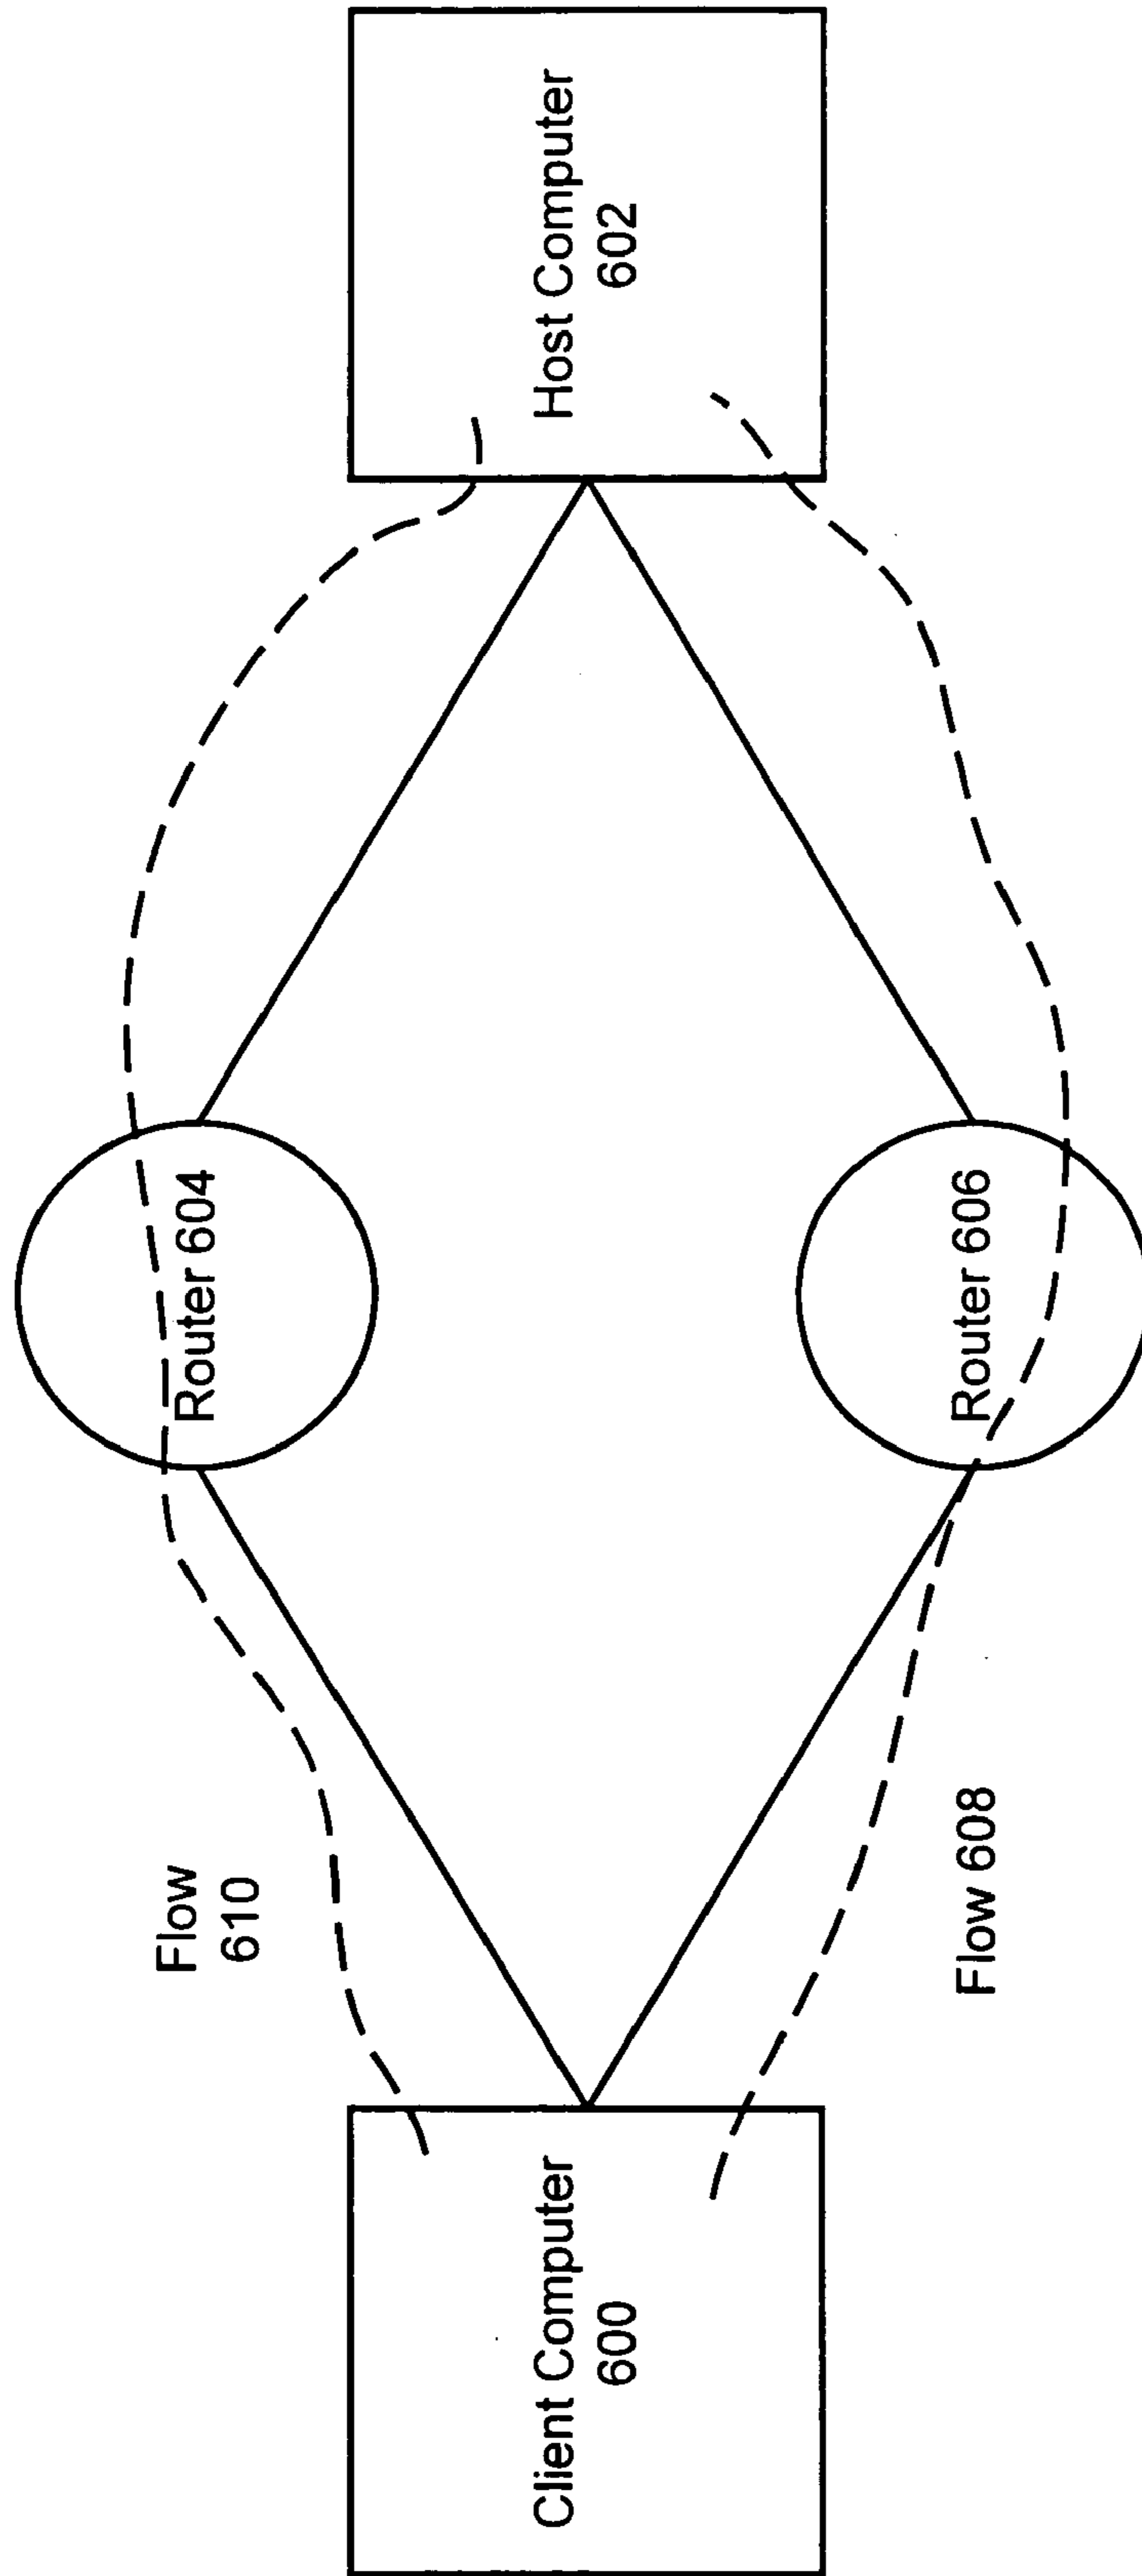 Client Computer
600
Flow
610
Flow 608
Router 604
Router 606
Host Computer
602